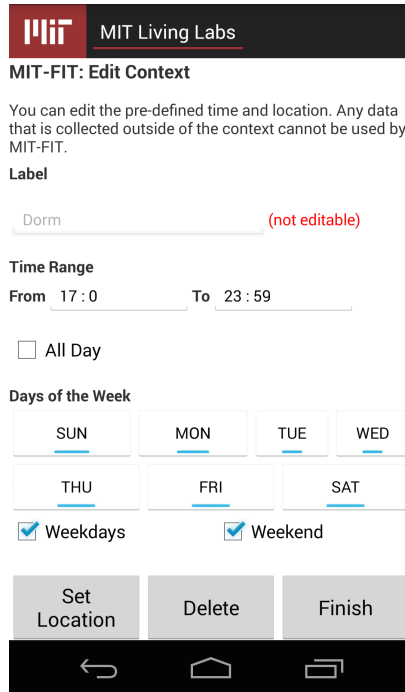 MIT MIT Living Labs
MIT-FIT: Edit Context
You can edit the pre-defined time and location. Any data
that is collected outside of the context cannot be used by
MIT-FIT.
Label
Dorm (not editable)
Time Range
From 17 : 0 To 23 : 59
All Day
Days of the Week
SUN MON TUE WED
THU FRI SAT
Weekdays Weekend
Set
Location
Delete
Finish